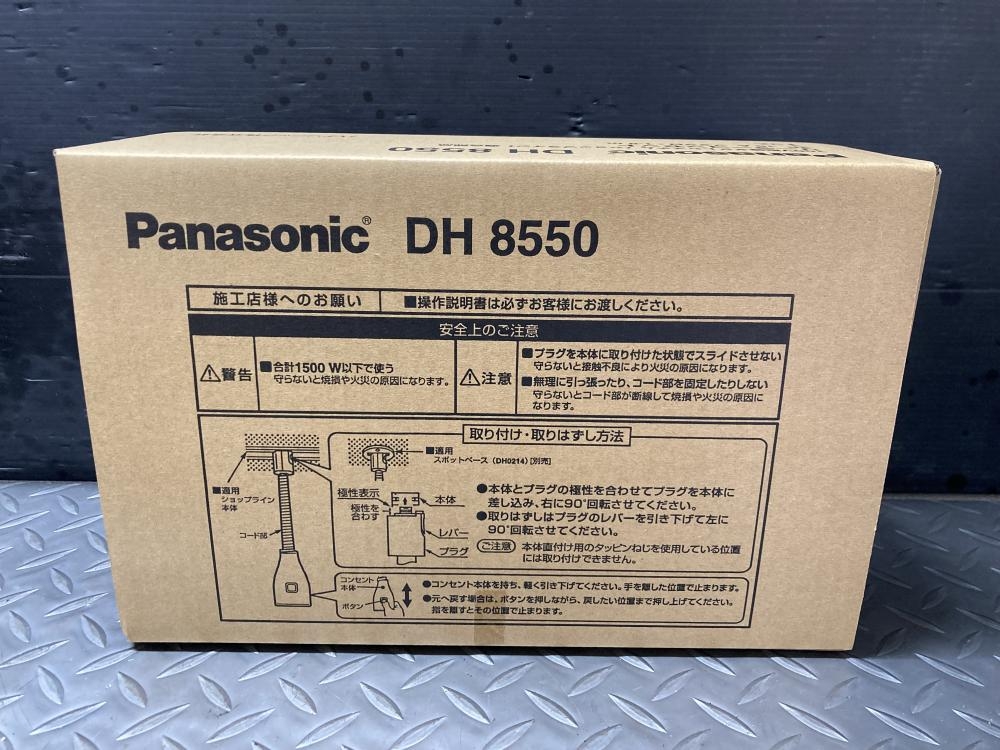 DH 8550
Panasonic
Panasonic® DH 8550
施工店様へのお願い ■操作説明書は必ずお客様にお渡しください。
安全上のご注意
⚠警告
■合計1500 W以下で使う
守らないと焼損や火災の原因になります。
⚠注意
■プラグを本体に取り付けた状態でスライドさせない
守らないと接触不良により火災の原因になります。
■無理に引っ張ったり、コード部を固定したりしない
守らないとコード部が断線して焼損や火災の原因に
なります。
取り付け・取りはずし方法
■適用
ショップライン
本体
コード部
■適用
スポットベース (DH0214) [別売]
極性表示
極性を
合わす
本体
レバー
プラグ
●本体とプラグの極性を合わせてプラグを本体に
差し込み、右に90°回転させてください。
●取りはずしはプラグのレバーを引き下げて左に
90°回転させてください。
ご注意 本体直付け用のタッピンねじを使用している位置
には取り付けできません。
コンセント
本体
ボタン
●コンセント本体を持ち、軽く引き下げてください。手を離した位置で止まります。
●元へ戻す場合は、ボタンを押しながら、戻したい位置まで押し上げてください。
指を離すとその位置で止まります。